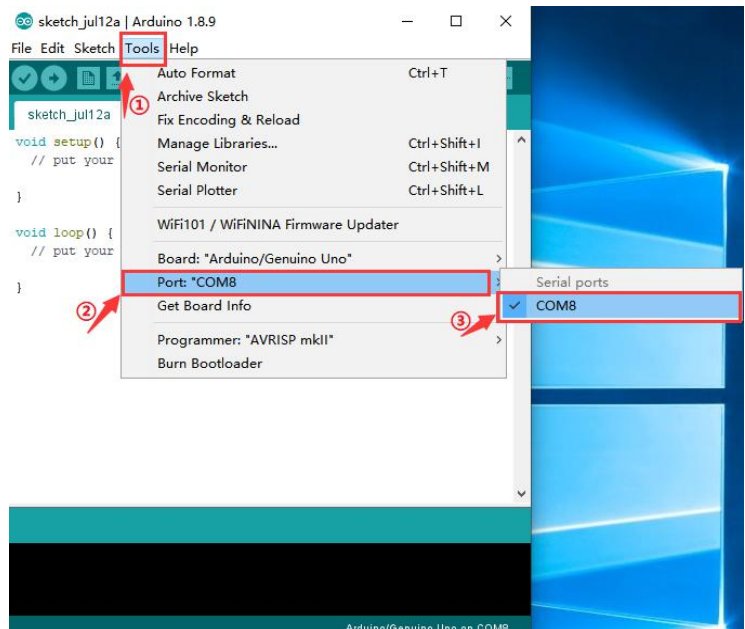 sketch_jul12a | Arduino 1.8.9
File Edit Sketch Tools Help
①
sketch_jul12a
void setup() {
// put your
}
void loop() {
// put your
}
Auto Format Ctrl+T
Archive Sketch
Fix Encoding & Reload
Manage Libraries... Ctrl+Shift+I
Serial Monitor Ctrl+Shift+M
Serial Plotter Ctrl+Shift+L
WiFi101 / WiFiNINA Firmware Updater
Board: "Arduino/Genuino Uno"
Port: "COM8
Get Board Info
Programmer: "AVRISP mkII"
Burn Bootloader
②
Serial ports
COM8
③
Arduino/Genuino Uno on COM8